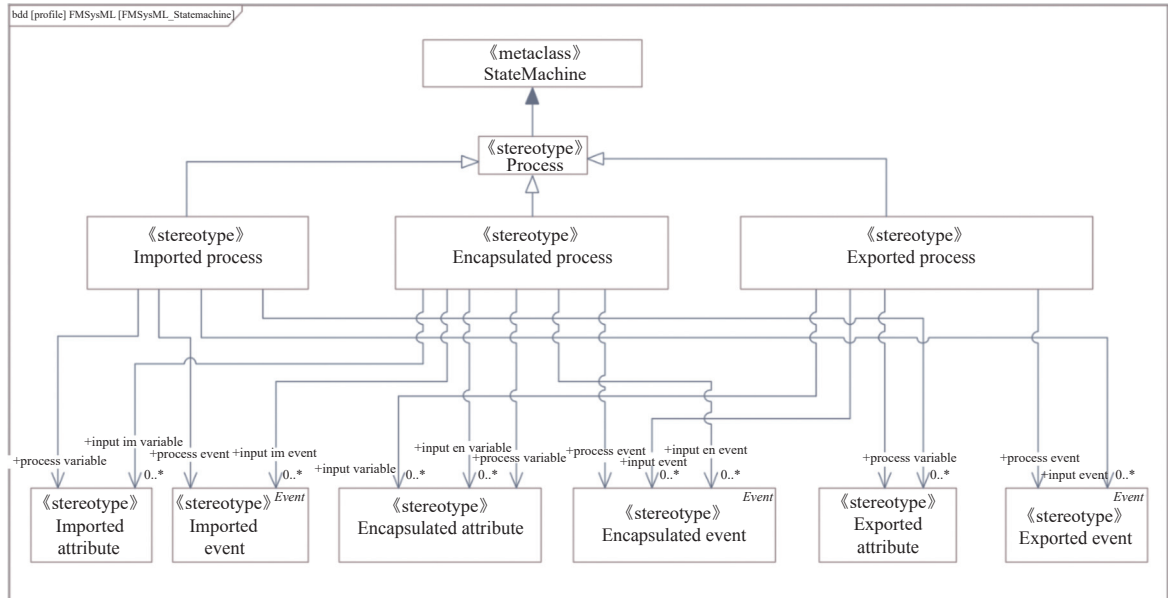 bdd [profile] FMSysML [FMSysML_Statemachine]
《metaclass》
StateMachine
《stereotype》
Process
《stereotype》
Imported process
《stereotype》
Encapsulated process
《stereotype》
Exported process
+input im variable
+process variable
0..*
+process event
+input im event
0..*
+input variable
0..*
+input en variable
0..*
+process variable
+process event
+input event
0..*
+input en event
0..*
+process variable
0..*
+process event
+input event
0..*
《stereotype》
Imported
attribute
Event
《stereotype》
Imported
event
《stereotype》
Encapsulated attribute
Event
《stereotype》
Encapsulated event
《stereotype》
Exported
attribute
Event
《stereotype》
Exported event